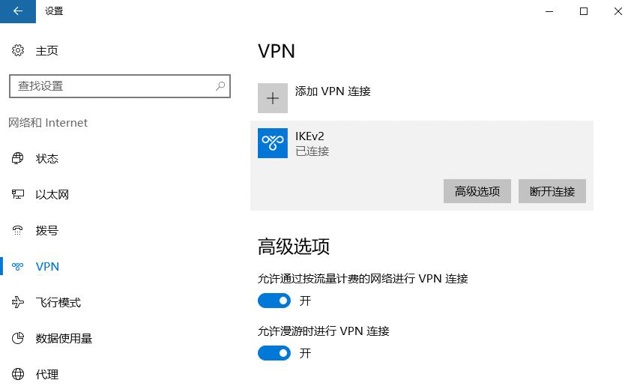 设置
主页
查找设置
网络和 Internet
状态
以太网
拨号
VPN
飞行模式
数据使用量
代理
VPN
添加 VPN 连接
IKEv2
已连接
高级选项
断开连接
高级选项
允许通过按流量计费的网络进行 VPN 连接
开
允许漫游时进行 VPN 连接
开